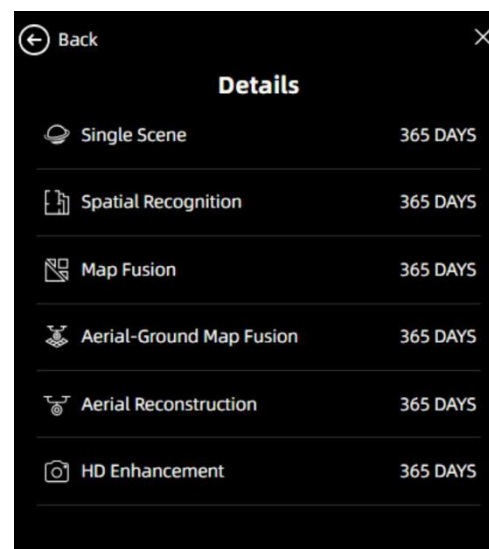 Back
Details
Single Scene 365 DAYS
Spatial Recognition 365 DAYS
Map Fusion 365 DAYS
Aerial-Ground Map Fusion 365 DAYS
Aerial Reconstruction 365 DAYS
HD Enhancement 365 DAYS